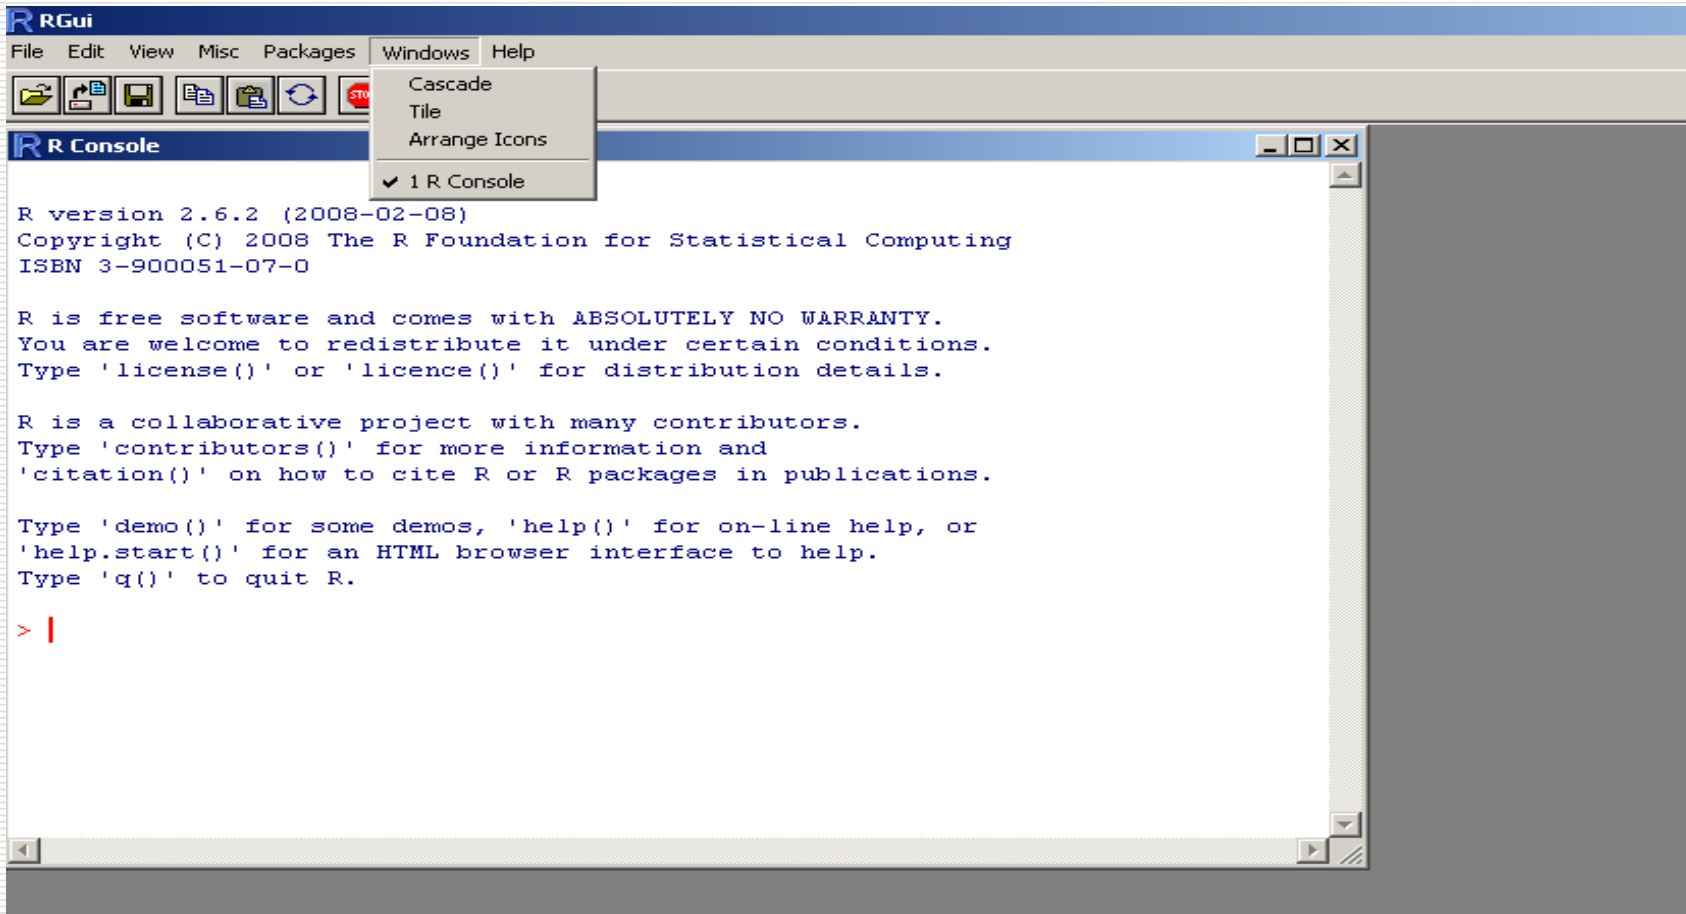 RGui
File Edit View Misc Packages Windows Help
Cascade
Tile
Arrange Icons
1 R Console
R Console
R version 2.6.2 (2008-02-08)
Copyright (C) 2008 The R Foundation for Statistical Computing
ISBN 3-900051-07-0
R is free software and comes with ABSOLUTELY NO WARRANTY.
You are welcome to redistribute it under certain conditions.
Type 'license()' or 'licence()' for distribution details.
R is a collaborative project with many contributors.
Type 'contributors()' for more information and
'citation()' on how to cite R or R packages in publications.
Type 'demo()' for some demos, 'help()' for on-line help, or
'help.start()' for an HTML browser interface to help.
Type 'q()' to quit R.
>